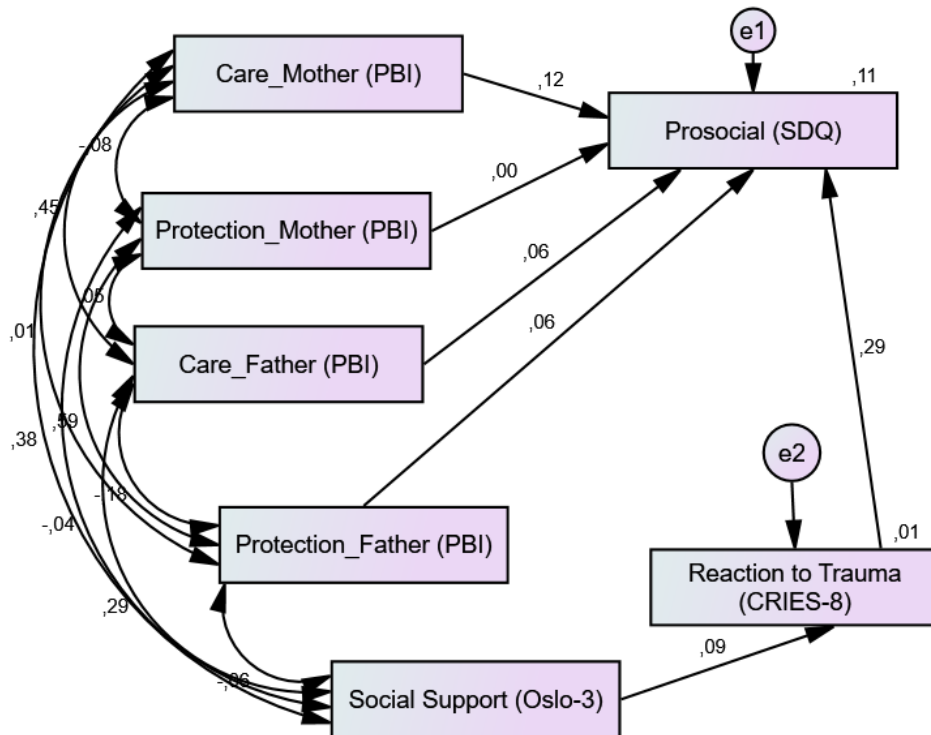 e1
Care_Mother (PBI)
,12
,11
Prosocial (SDQ)
-,08
,00
,45
Protection_Mother (PBI)
,06
,05
,06
,01
Care_Father (PBI)
,29
,59
,38
e2
-,18
-,04
Protection_Father (PBI)
,01
Reaction to Trauma
(CRIES-8)
,29
,09
-,06
Social Support (Oslo-3)